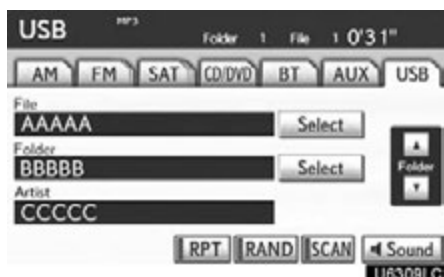 USB MP3 Folder 1 File 1 0'31"
AM FM SAT CD/DVD BT AUX USB
File
AAAAA Select
Folder
BBBBB Select
Folder
Artist
CCCCC
RPT RAND SCAN Sound
U6309LC